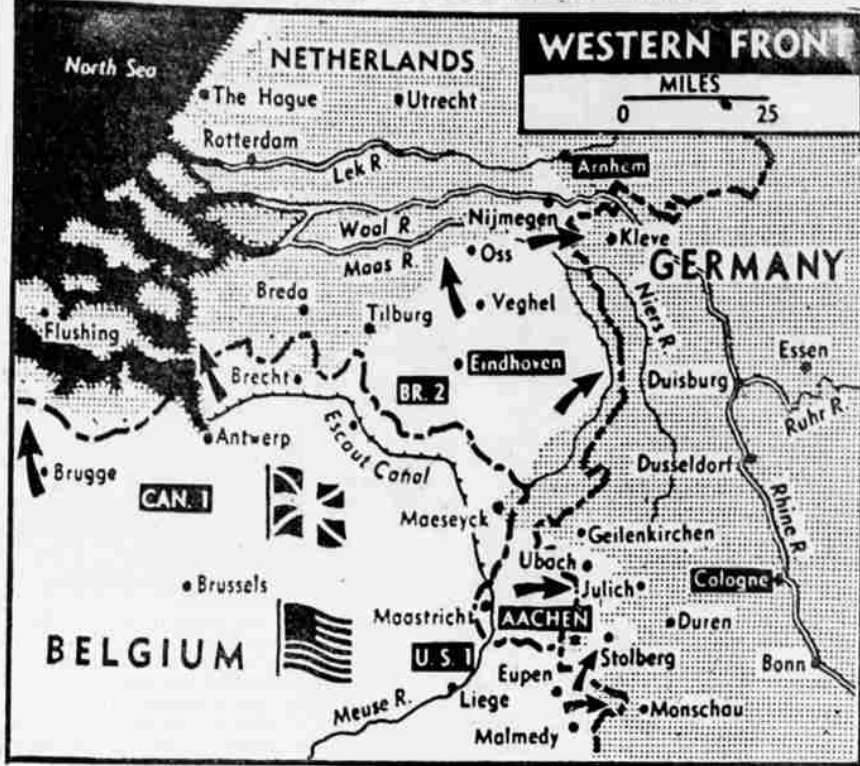 WESTERN FRONT
MILES
0 25
North Sea
NETHERLANDS
The Hague
Utrecht
Rotterdam
Lek R.
Arnhem
Waal R
Nijmegen
Maas R.
Oss
Kleve
GERMANY
Breda
Tilburg
Veghel
Niers R.
Flushing
Essen
Brecht
Eindhoven
Duisburg
BR. 2
Ruhr R.
Antwerp
Escaut Canal
Dusseldorf
Brugge
CAN. 1
Rhine R
Maeseyck
Geilenkirchen
Ubach
Brussels
Julich
Cologne
Maastricht
AACHEN
Duren
BELGIUM
U. S. 1
Stolberg
Bonn
Eupen
Meuse R.
Liege
Monschau
Malmedy